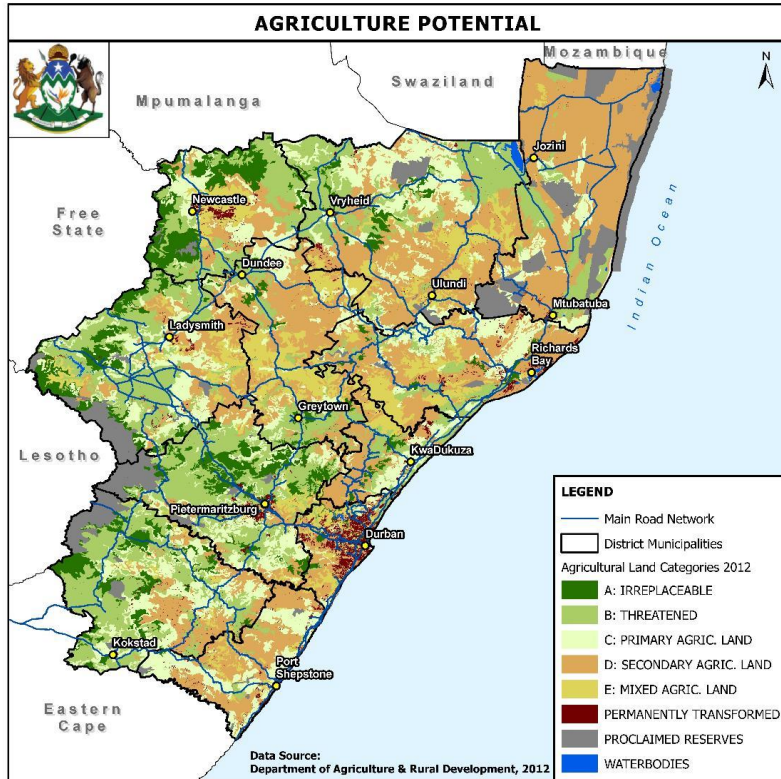 AGRICULTURE POTENTIAL
Mozambique
N
Swaziland
Mpumalanga
Jozini
Newcastle
Vryheid
Free
State
Indian Ocean
Dundee
Ulundi
Mtubatuba
Ladysmith
Richards
Bay
Greytown
Lesotho
KwaDukuza
Pietermaritzburg
Durban
Kokstad
Port
Shepstone
Eastern
Cape
LEGEND
Main Road Network
District Municipalities
Agricultural Land Categories 2012
A: IRREPLACEABLE
B: THREATENED
C: PRIMARY AGRIC. LAND
D: SECONDARY AGRIC. LAND
E: MIXED AGRIC. LAND
PERMANENTLY TRANSFORMED
PROCLAIMED RESERVES
WATERBODIES
Data Source:
Department of Agriculture & Rural Development, 2012